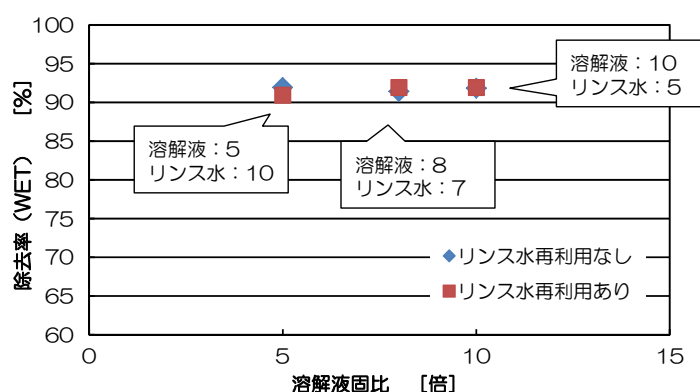 100
95
90
85
80
75
70
65
60
除去率（WET） [%]
溶解液：10
リンス水：5
溶解液：5
リンス水：10
溶解液：8
リンス水：7
リンス水再利用なし
リンス水再利用あり
0
5
10
15
溶解液固比 [倍]